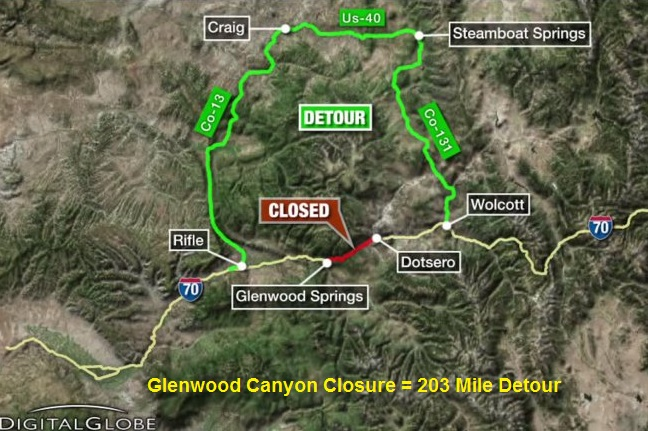 Craig
Us-40
Steamboat Springs
Co-13
DETOUR
Co-131
CLOSED
Wolcott
70
Rifle
Dotsero
70
Glenwood Springs
Glenwood Canyon Closure = 203 Mile Detour
DIGITALGLOBE